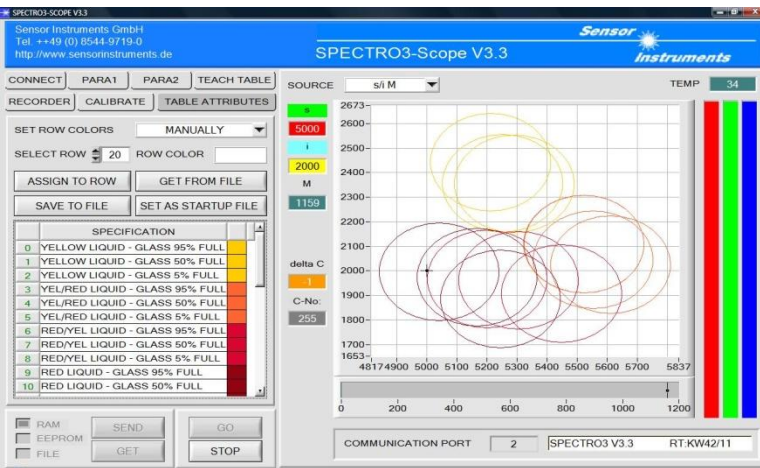 SPECTRO3-SCOPE V3.3
Sensor Instruments GmbH
Tel. ++49 (0) 8544-9719-0
http://www.sensorinstruments.de
SPECTRO3-Scope V3.3
Sensor
Instruments
CONNECT PARA1 PARA2 TEACH TABLE
RECORDER CALIBRATE TABLE ATTRIBUTES
SET ROW COLORS MANUALLY
SELECT ROW 20 ROW COLOR
ASSIGN TO ROW GET FROM FILE
SAVE TO FILE SET AS STARTUP FILE
SPECIFICATION
0 YELLOW LIQUID - GLASS 95% FULL
1 YELLOW LIQUID - GLASS 50% FULL
2 YELLOW LIQUID - GLASS 5% FULL
3 YEL/RED LIQUID - GLASS 95% FULL
4 YEL/RED LIQUID - GLASS 50% FULL
5 YEL/RED LIQUID - GLASS 5% FULL
6 RED/YEL LIQUID - GLASS 95% FULL
7 RED/YEL LIQUID - GLASS 50% FULL
8 RED/YEL LIQUID - GLASS 5% FULL
9 RED LIQUID - GLASS 95% FULL
10 RED LIQUID - GLASS 50% FULL
RAM
EEPROM
FILE
SEND GO
GET STOP
SOURCE s/i M TEMP 34
s
5000
i
2000
M
1159
delta C
-1
C-No:
255
2673
2600
2500
2400
2300
2200
2100
2000
1900
1800
1700
1653
4817 4900 5000 5100 5200 5300 5400 5500 5600 5700 5837
0 200 400 600 800 1000 1200
COMMUNICATION PORT 2 SPECTRO3 V3.3 RT:KW42/11